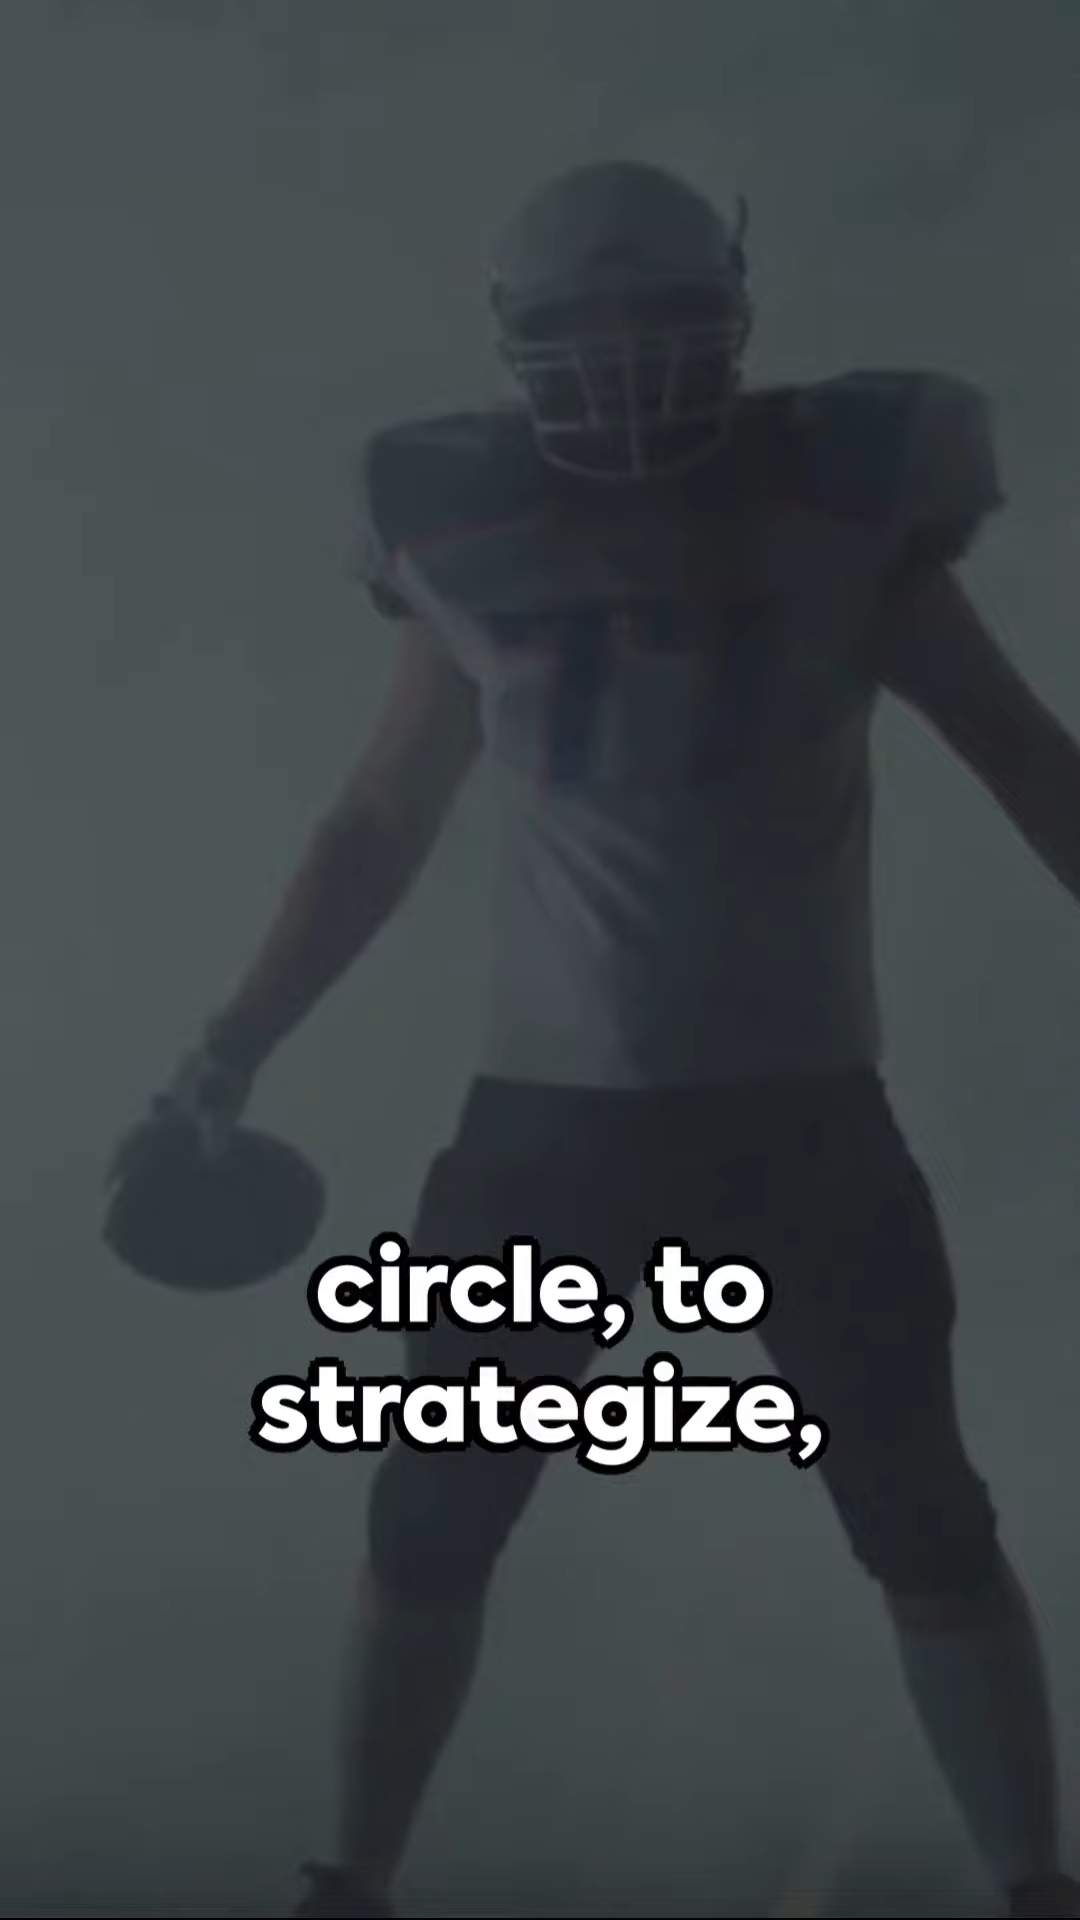 circle, to
strategize,